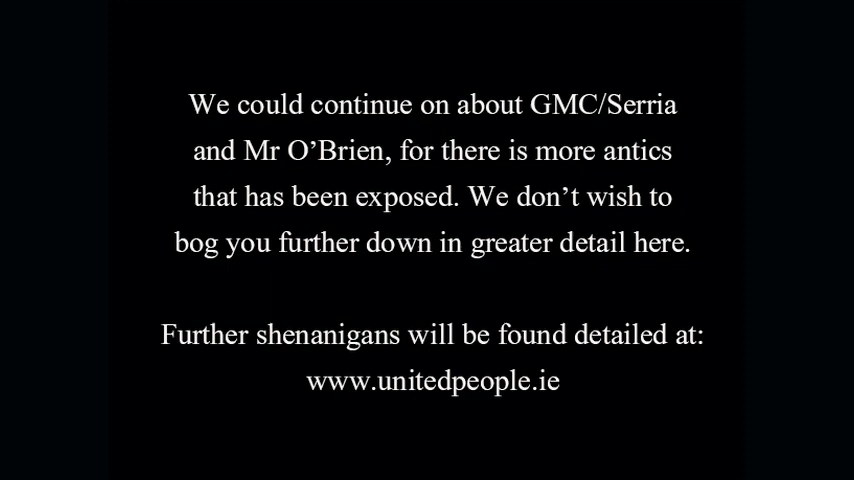 We could continue on about GMC/Serria
and Mr O’Brien, for there is more antics
that has been exposed. We don’t wish to
bog you further down in greater detail here.
Further shenanigans will be found detailed at:
www.unitedpeople.ie